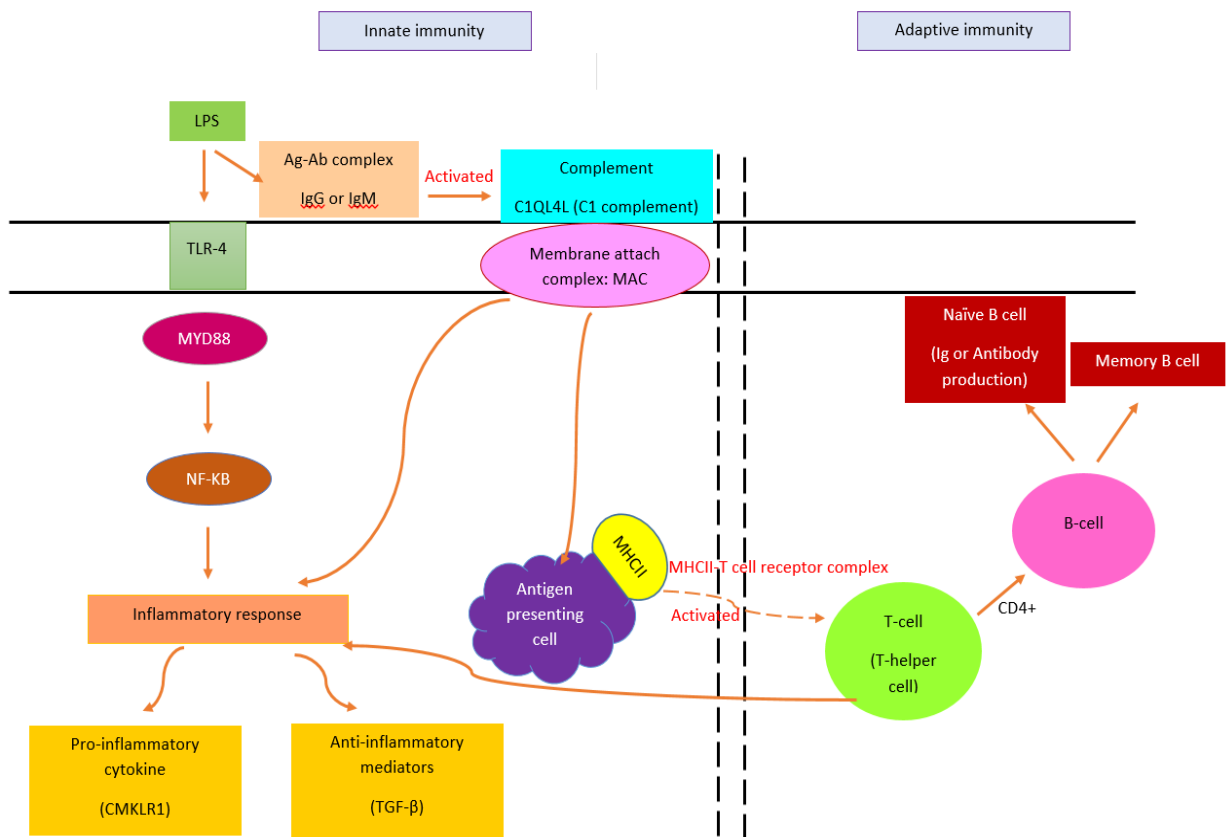 Innate immunity
Adaptive immunity
LPS
Ag-Ab complex
IgG or IgM
Activated
Complement
C1QL4L (C1 complement)
TLR-4
Membrane attach
complex: MAC
MYD88
Naïve B cell
(Ig or Antibody
production)
Memory B cell
NF-KB
B-cell
MHCII
MHCII-T cell receptor complex
Antigen
presenting
cell
Activated
CD4+
Inflammatory response
T-cell
(T-helper
cell)
Pro-inflammatory
cytokine
(CMKLR1)
Anti-inflammatory
mediators
(TGF-β)